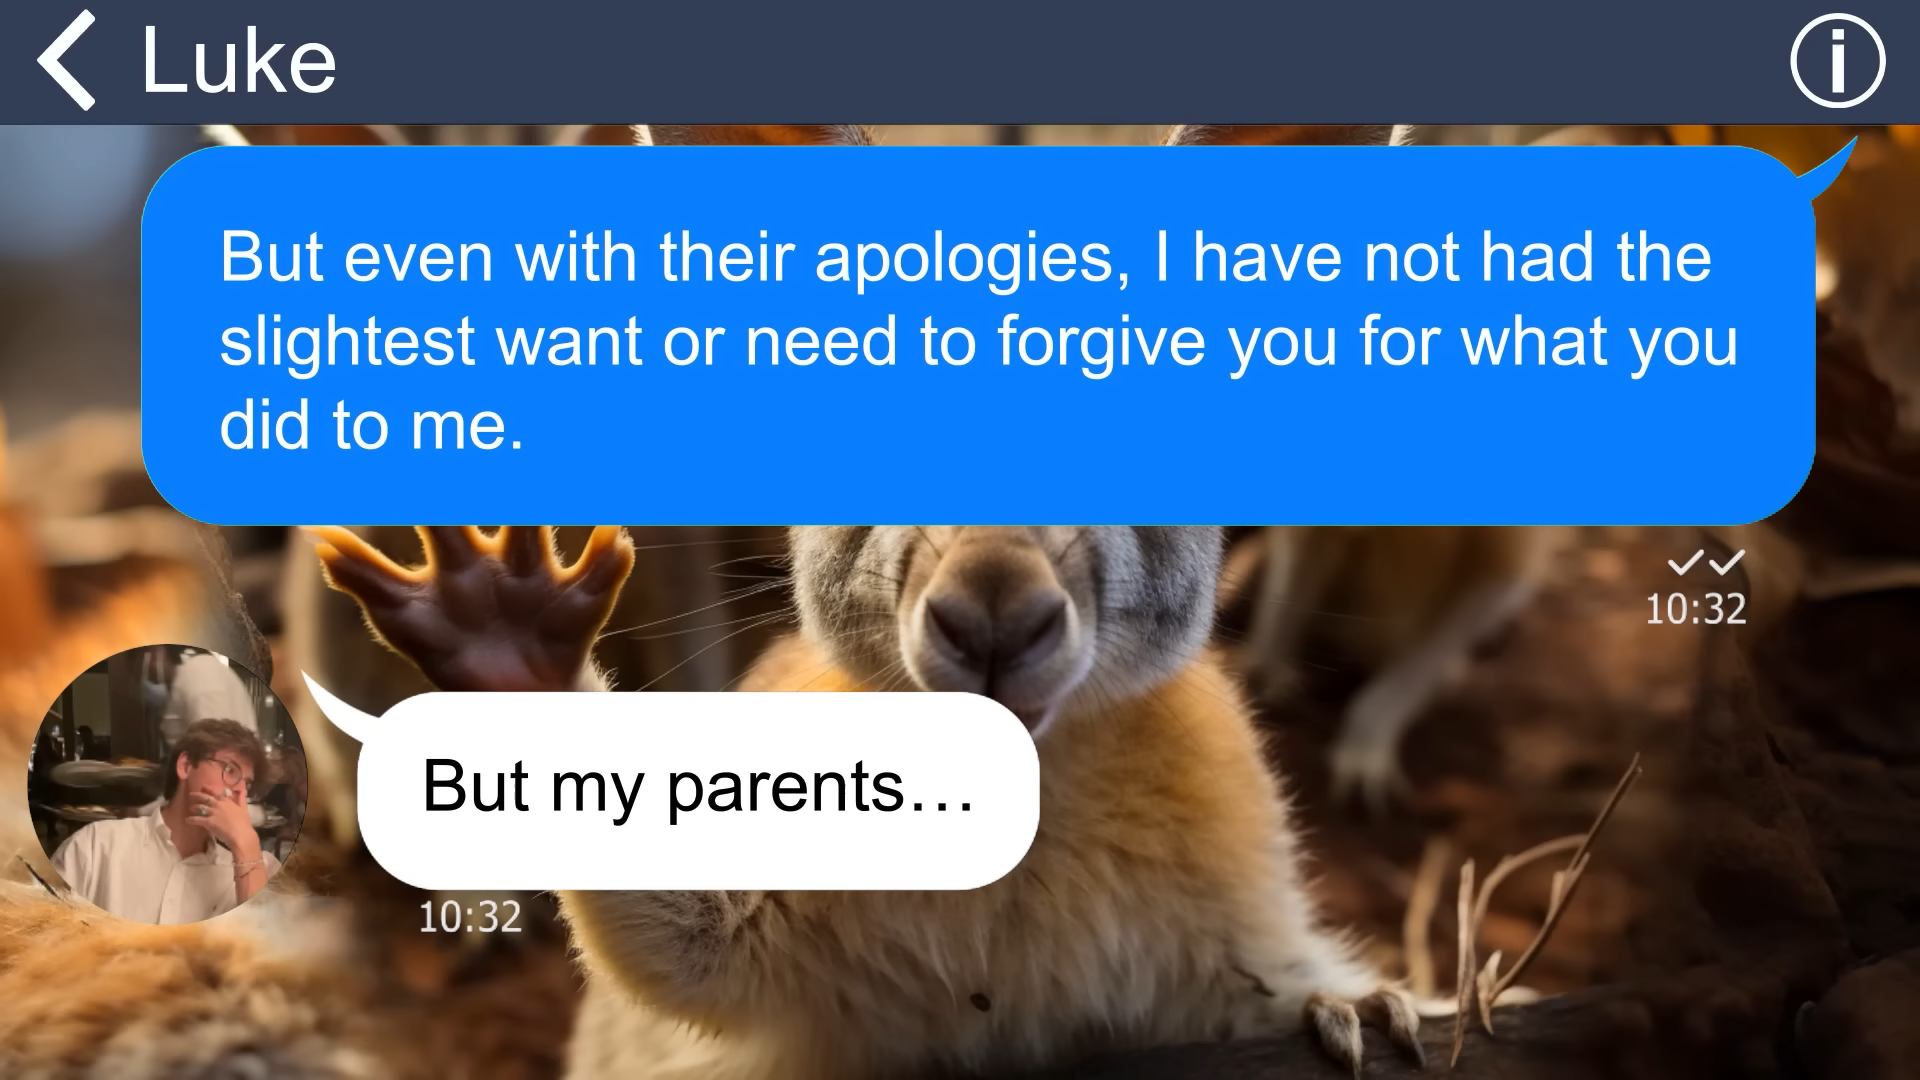 Luke
But even with their apologies, I have not had the
slightest want or need to forgive you for what you
did to me.
10:32
But my parents…
10:32